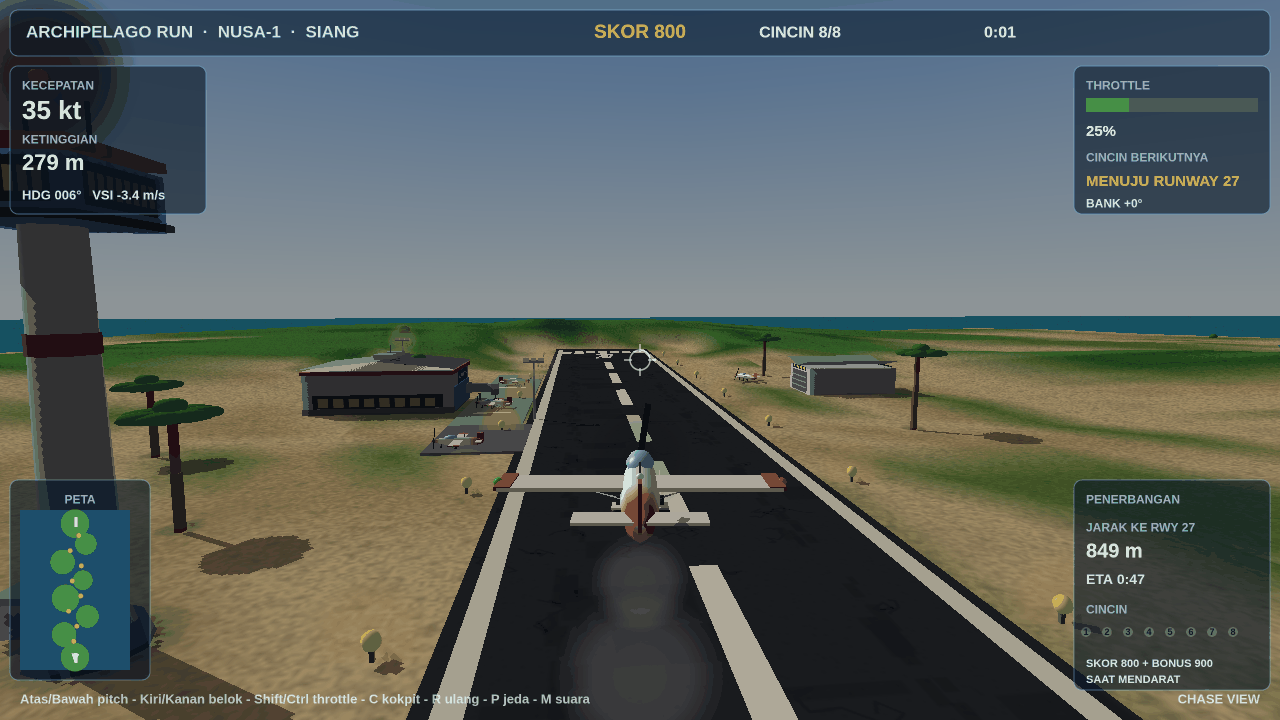 ARCHIPELAGO RUN · NUSA-1 · SIANG
SKOR 800
CINCIN 8/8
0:01
KECEPATAN
35 kt
KETINGGIAN
279 m
HDG 006° VSI -3.4 m/s
THROTTLE
25%
CINCIN BERIKUTNYA
MENUJU RUNWAY 27
BANK +0°
PETA
PENERBANGAN
JARAK KE RWY 27
849 m
ETA 0:47
CINCIN
1 2 3 4 5 6 7 8
SKOR 800 + BONUS 900
SAAT MENDARAT
Atas/Bawah pitch - Kiri/Kanan belok - Shift/Ctrl throttle - C kokpit - R ulang - P jeda - M suara
CHASE VIEW